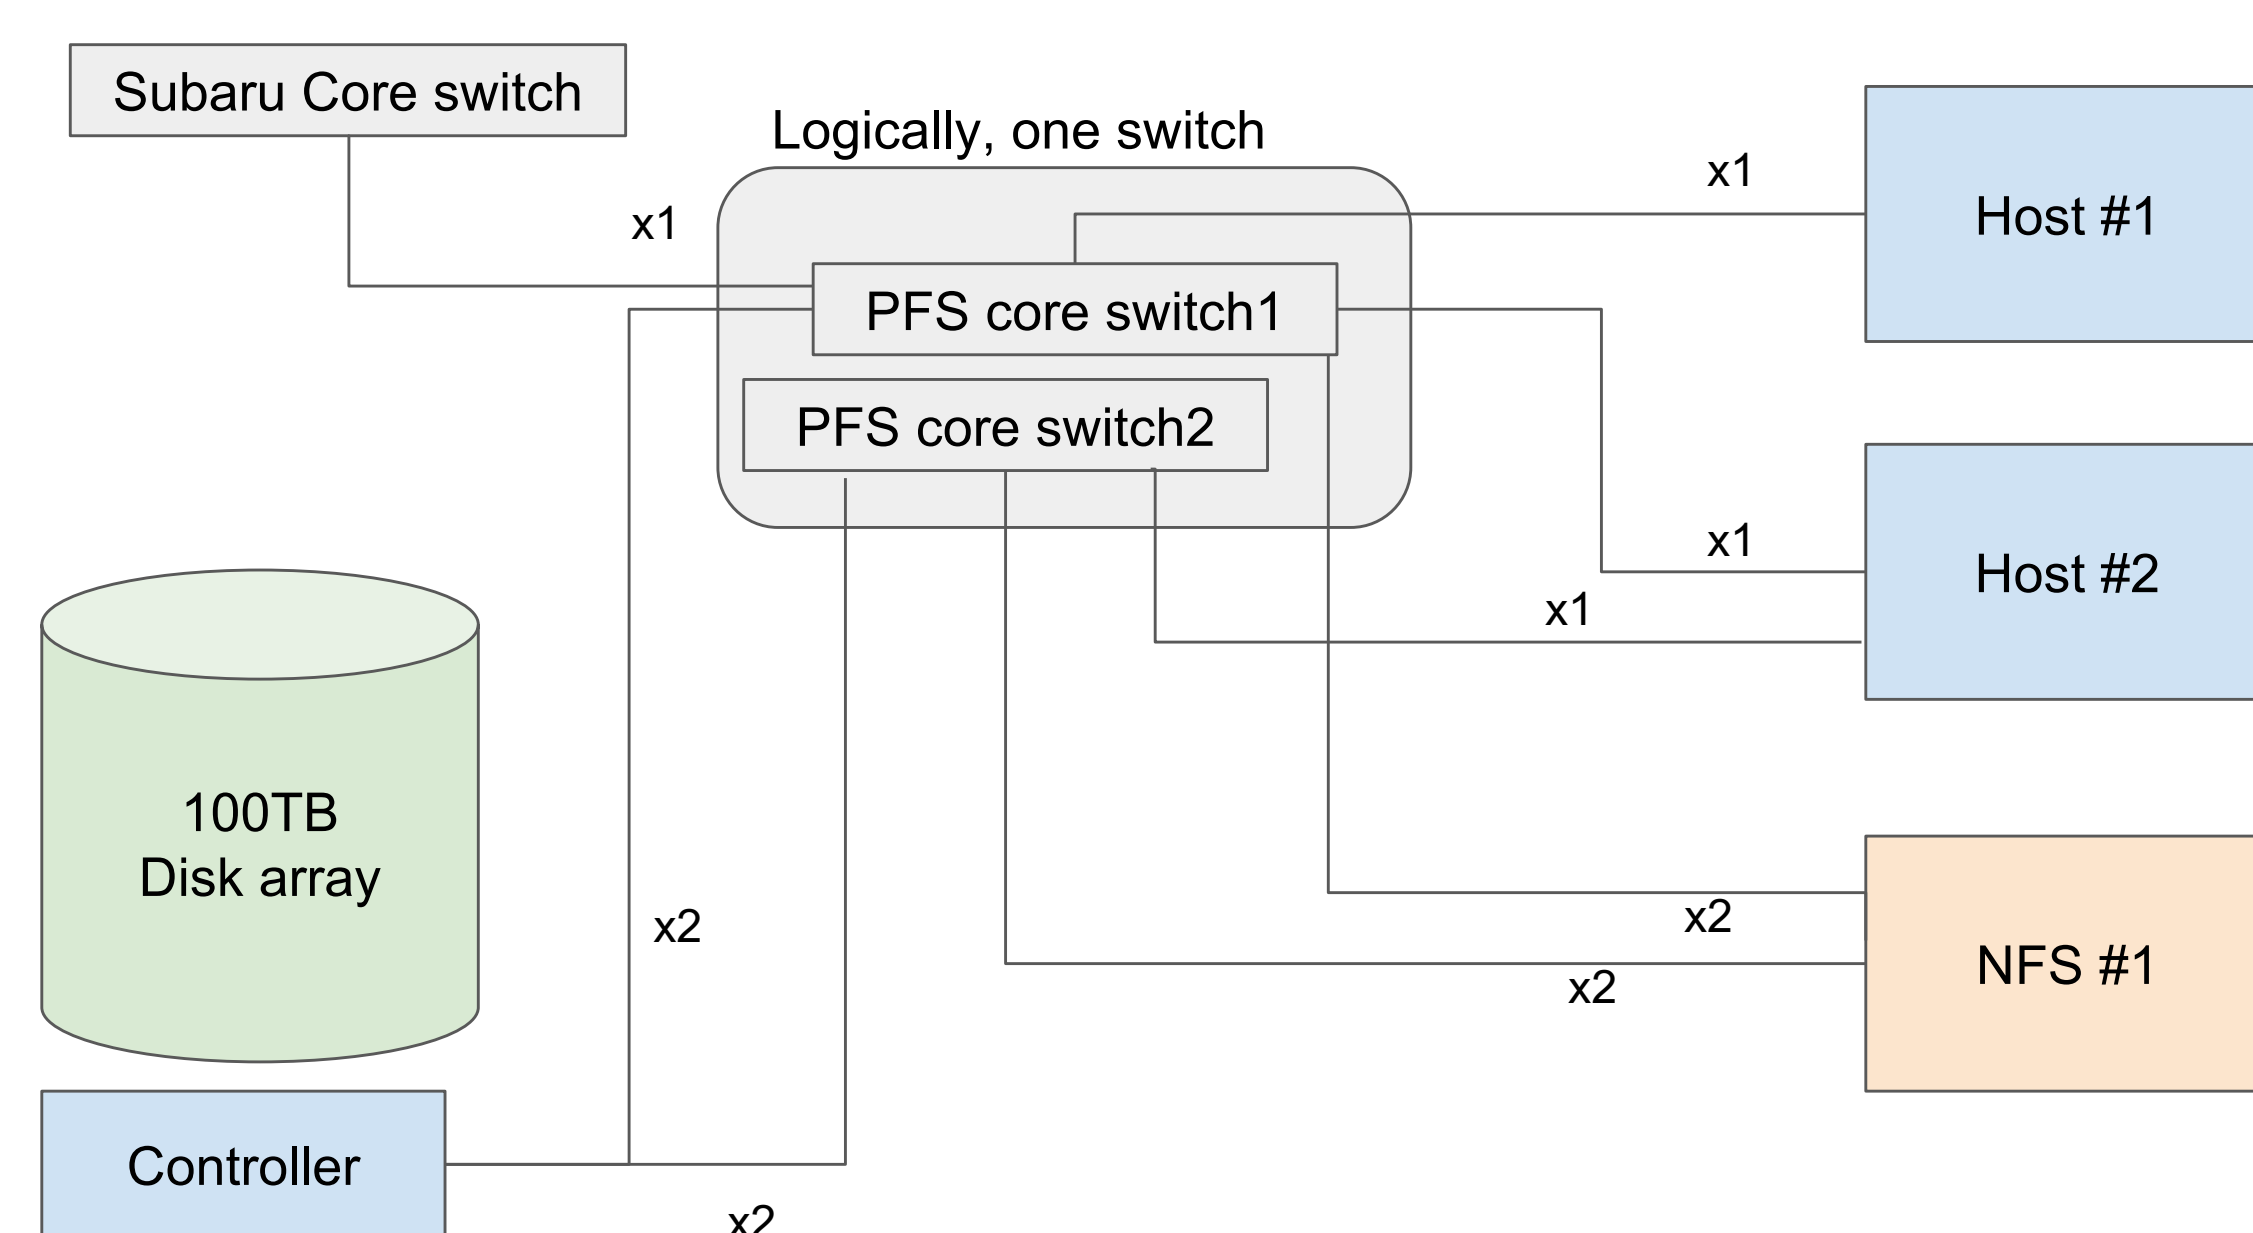 Subaru Core switch
Logically, one switch
x1
x1
Host #1
PFS core switch1
PFS core switch2
x1
Host #2
x1
100TB
Disk array
x2
x2
NFS #1
x2
Controller
x2